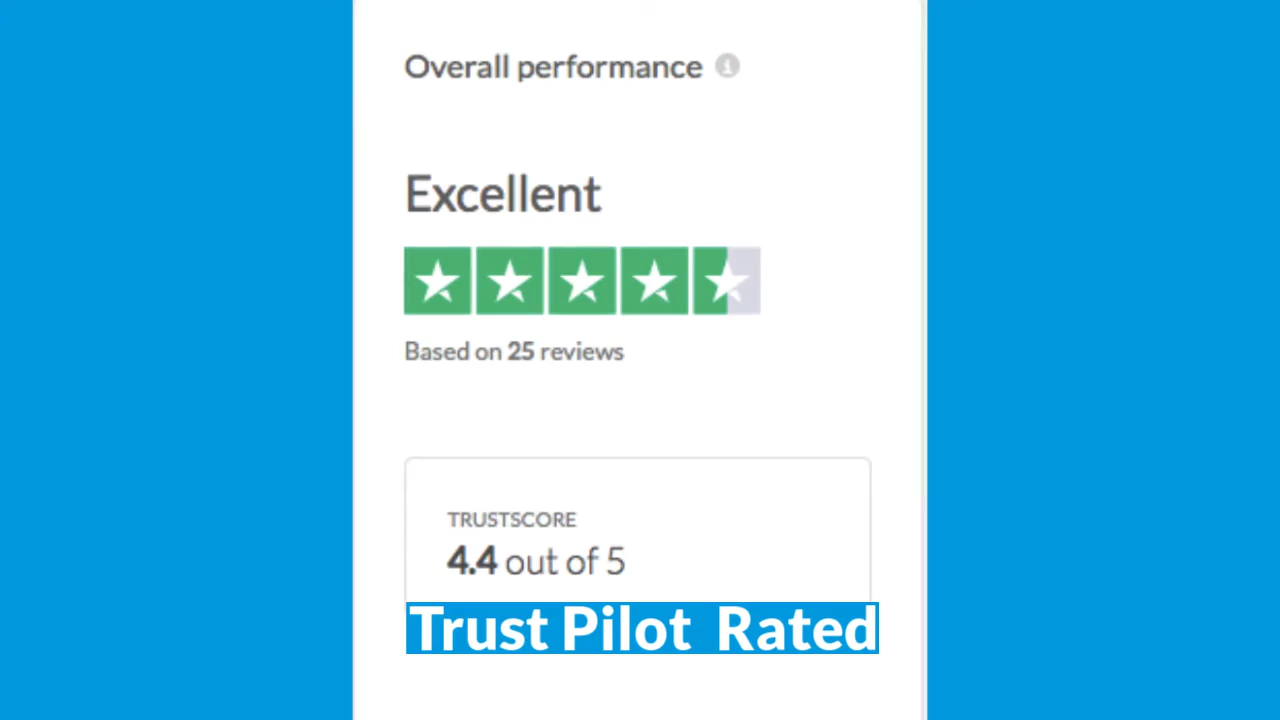 Overall performance
Excellent
Based on 25 reviews
TRUSTSCORE
4.4 out of 5
Trust Pilot Rated